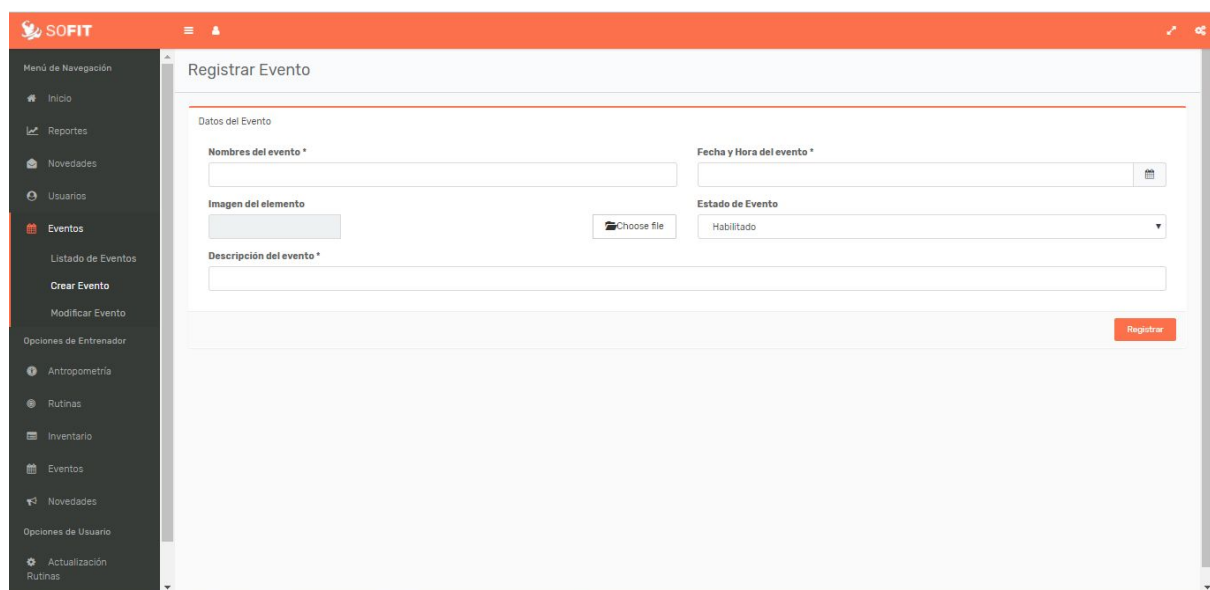 SOFIT
Menú de Navegación
Inicio
Reportes
Novedades
Usuarios
Eventos
Listado de Eventos
Crear Evento
Modificar Evento
Opciones de Entrenador
Antropometría
Rutinas
Inventario
Eventos
Novedades
Opciones de Usuario
Actualización
Rutinas
Registrar Evento
Datos del Evento
Nombres del evento *
Fecha y Hora del evento *
Imagen del elemento
Choose file
Estado de Evento
Habilitado
Descripción del evento *
Registrar